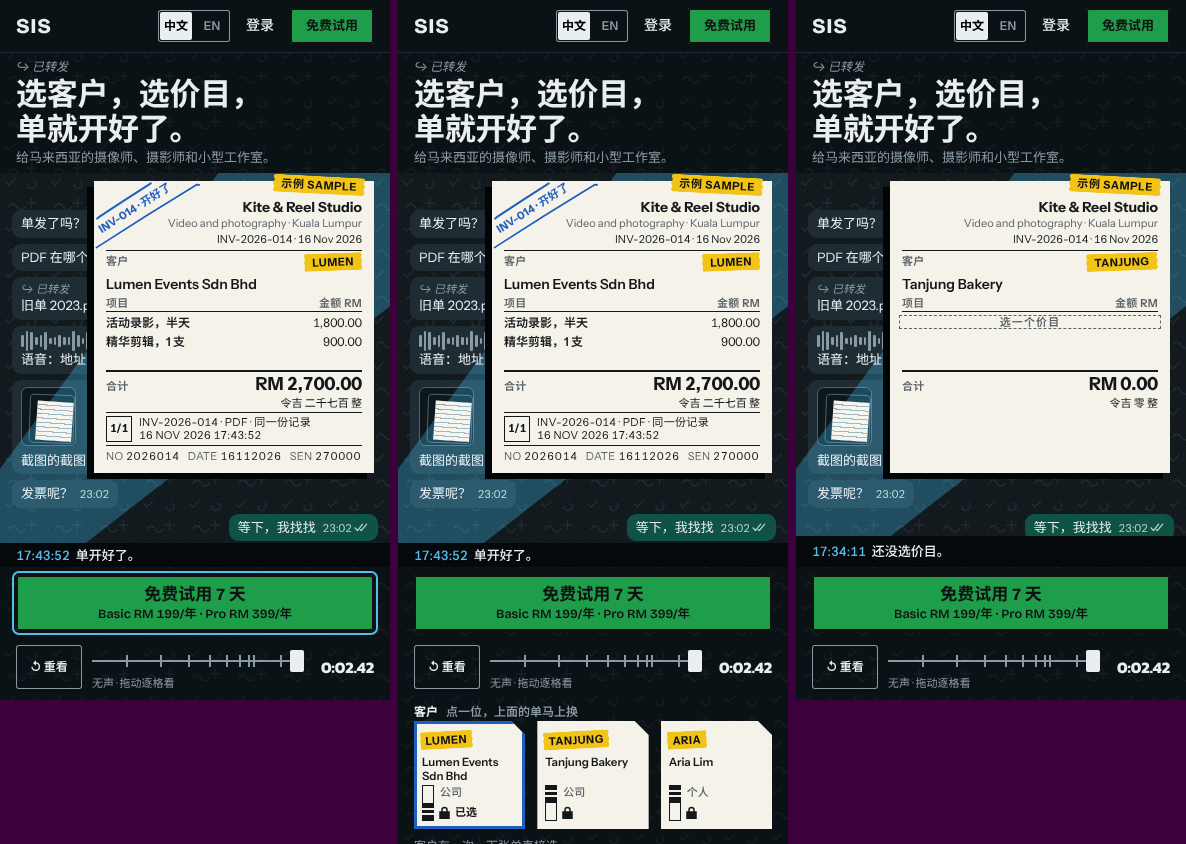 SIS
中文 EN
登录
免费试用
已转发
选客户，选价目，
单就开好了。
给马来西亚的摄像师、摄影师和小型工作室。
示例 SAMPLE
INV-014 · 开好了
Kite & Reel Studio
Video and photography · Kuala Lumpur
INV-2026-014 · 16 Nov 2026
客户
LUMEN
Lumen Events Sdn Bhd
项目 金额 RM
活动录影，半天 1,800.00
精华剪辑，1支 900.00
合计 RM 2,700.00
令吉 二千七百 整
1/1
INV-2026-014 · PDF · 同一份记录
16 NOV 2026 17:43:52
NO 2026014 DATE 16112026 SEN 270000
单发了吗？
PDF 在哪个
已转发
旧单 2023.p
语音：地址
截图的截图
发票呢？ 23:02
等下，我找找 23:02
17:43:52 单开好了。
免费试用 7 天
Basic RM 199/年 · Pro RM 399/年
重看
0:02.42
无声 · 拖动逐格看
SIS
中文 EN
登录
免费试用
已转发
选客户，选价目，
单就开好了。
给马来西亚的摄像师、摄影师和小型工作室。
示例 SAMPLE
INV-014 · 开好了
Kite & Reel Studio
Video and photography · Kuala Lumpur
INV-2026-014 · 16 Nov 2026
客户
LUMEN
Lumen Events Sdn Bhd
项目 金额 RM
活动录影，半天 1,800.00
精华剪辑，1支 900.00
合计 RM 2,700.00
令吉 二千七百 整
1/1
INV-2026-014 · PDF · 同一份记录
16 NOV 2026 17:43:52
NO 2026014 DATE 16112026 SEN 270000
单发了吗？
PDF 在哪个
已转发
旧单 2023.p
语音：地址
截图的截图
发票呢？ 23:02
等下，我找找 23:02
17:43:52 单开好了。
免费试用 7 天
Basic RM 199/年 · Pro RM 399/年
重看
0:02.42
无声 · 拖动逐格看
客户 点一位，上面的单马上换
LUMEN
Lumen Events
Sdn Bhd
公司
已选
TANJUNG
Tanjung Bakery
公司
ARIA
Aria Lim
个人
SIS
中文 EN
登录
免费试用
已转发
选客户，选价目，
单就开好了。
给马来西亚的摄像师、摄影师和小型工作室。
示例 SAMPLE
Kite & Reel Studio
Video and photography · Kuala Lumpur
INV-2026-014 · 16 Nov 2026
客户
TANJUNG
Tanjung Bakery
项目 金额 RM
选一个价目
合计 RM 0.00
令吉 零 整
单发了吗？
PDF 在哪个
已转发
旧单 2023.p
语音：地址
截图的截图
发票呢？ 23:02
等下，我找找 23:02
17:34:11 还没选价目。
免费试用 7 天
Basic RM 199/年 · Pro RM 399/年
重看
0:02.42
无声 · 拖动逐格看